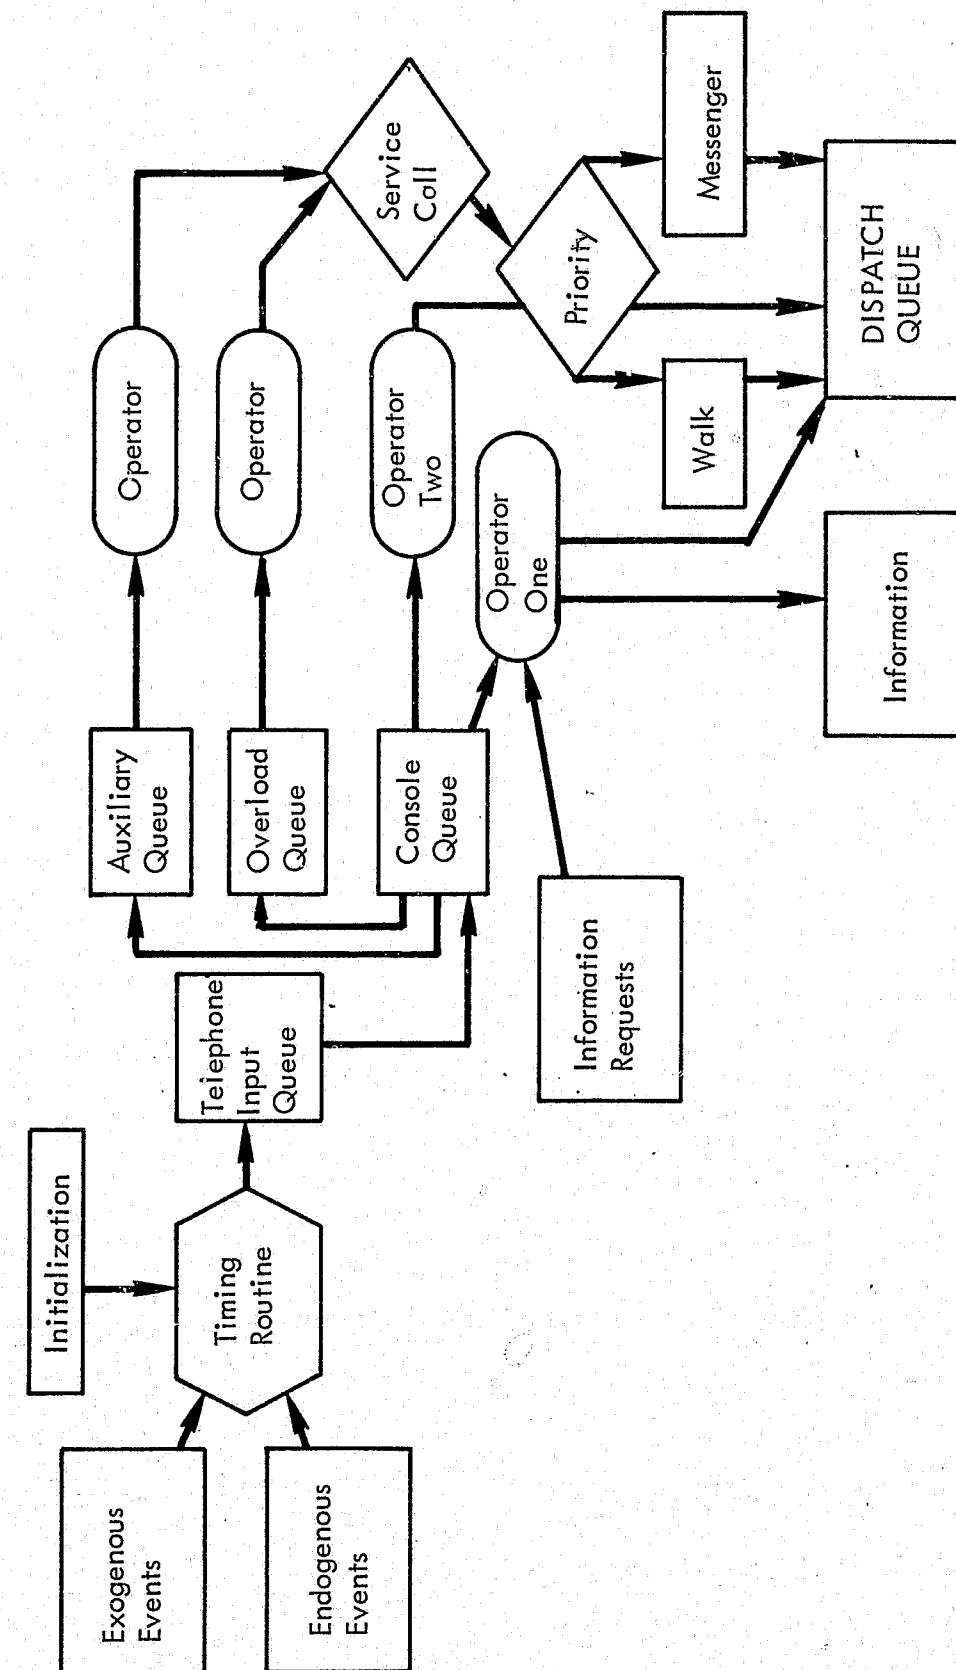 Exogenous
Events
Endogenous
Events
Initialization
Timing
Routine
Telephone
Input
Queue
Auxiliary
Queue
Overload
Queue
Console
Queue
Information
Requests
Operator
Operator
Operator
Two
Operator
One
Service
Call
Priority
Walk
Messenger
Information
DISPATCH
QUEUE